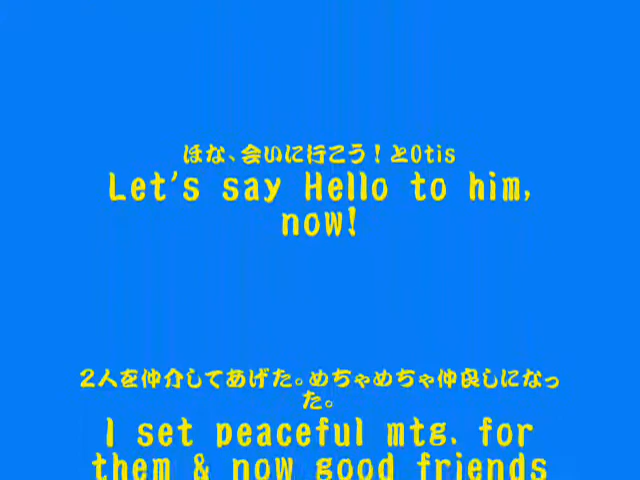 ほな、会いに行こう！とOtis
Let's say Hello to him,
now!
2人を仲介してあげた。めちゃめちゃ仲良しになっ
た。
I set peaceful mtg. for
them & now good friends